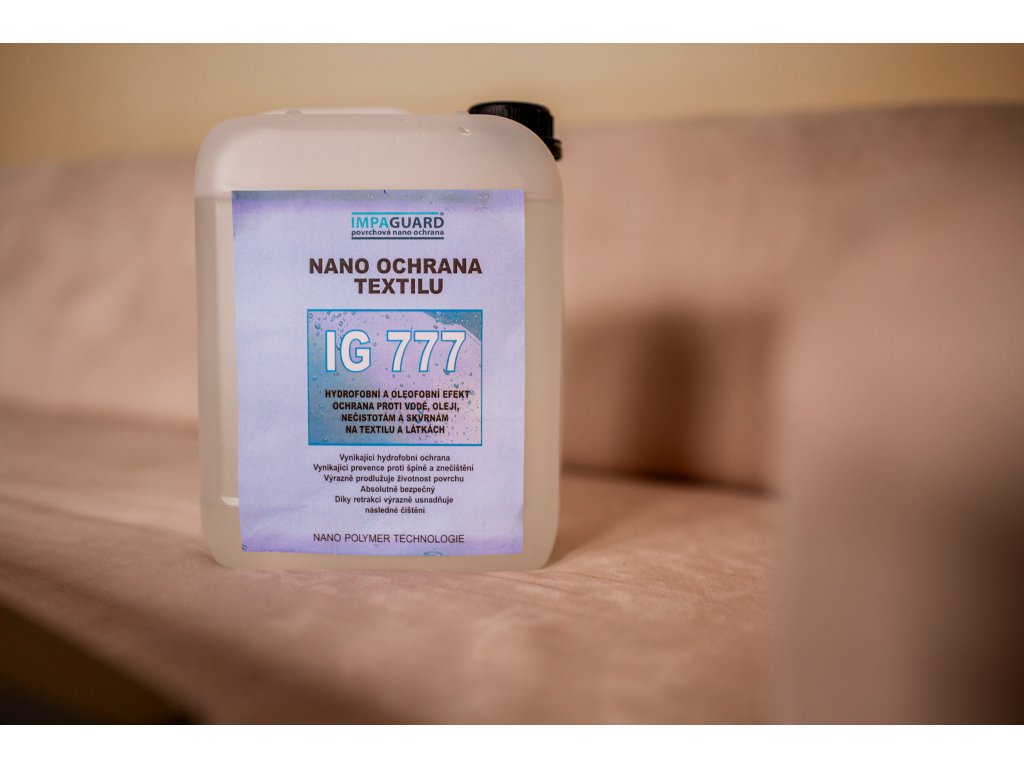 IMPAGUARD®
povrchová nano ochrana
NANO OCHRANA
TEXTILU
IG 777
HYDROFOBNÍ A OLEOFOBNÍ EFEKT
OCHRANA PROTI VODĚ, OLEJI,
NEČISTOTÁM A SKVRNÁM
NA TEXTILU A LÁTKÁCH
Vynikající hydrofobní ochrana
Vynikající prevence proti špíně a znečištění
Výrazně prodlužuje životnost povrchu
Absolutně bezpečný
Díky retrakci výrazně usnadňuje
následné čištění
NANO POLYMER TECHNOLOGIE